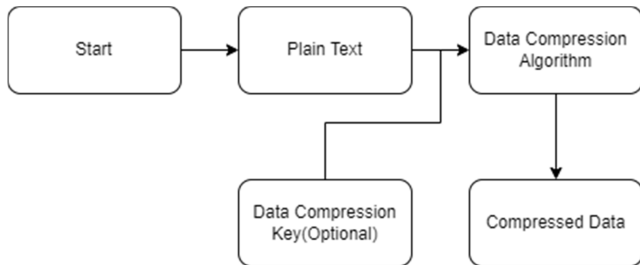 Start
Plain Text
Data Compression
Algorithm
Data Compression
Key(Optional)
Compressed Data